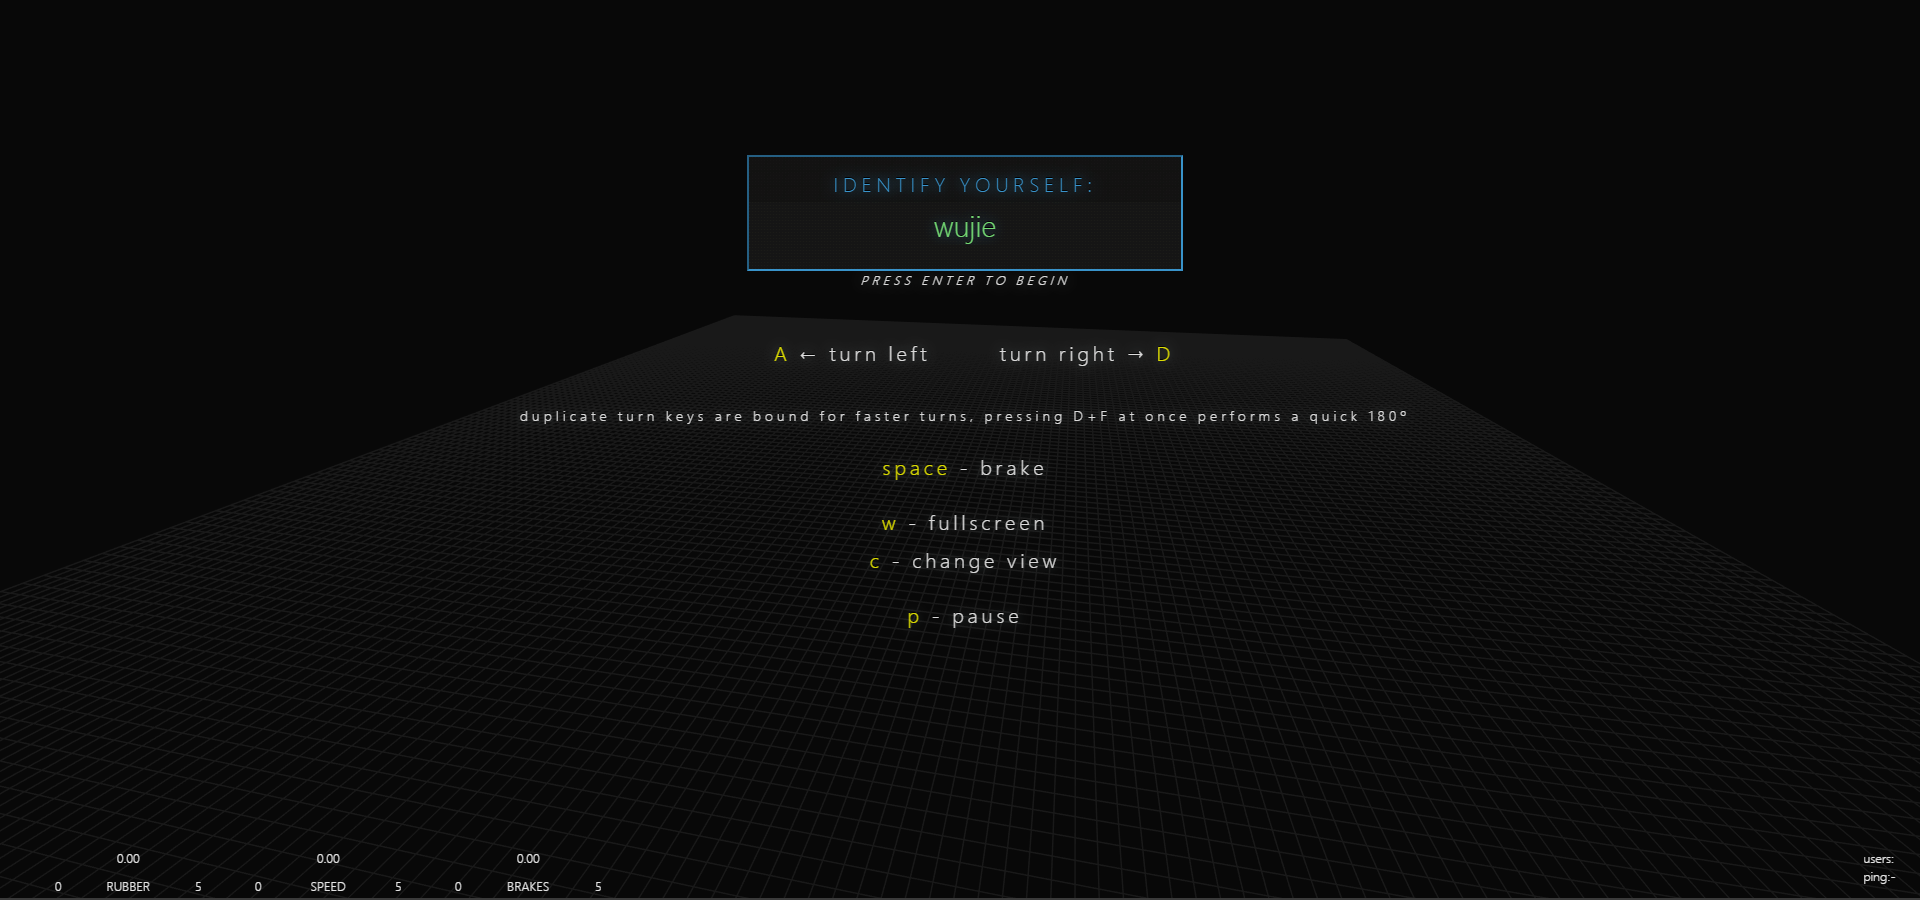 IDENTIFY YOURSELF:
wujie
PRESS ENTER TO BEGIN
A ← turn left turn right → D
duplicate turn keys are bound for faster turns, pressing D+F at once performs a quick 180º
space - brake
w - fullscreen
c - change view
p - pause
0.00 0.00 0.00
0 RUBBER 5 0 SPEED 5 0 BRAKES 5
users:
ping:-